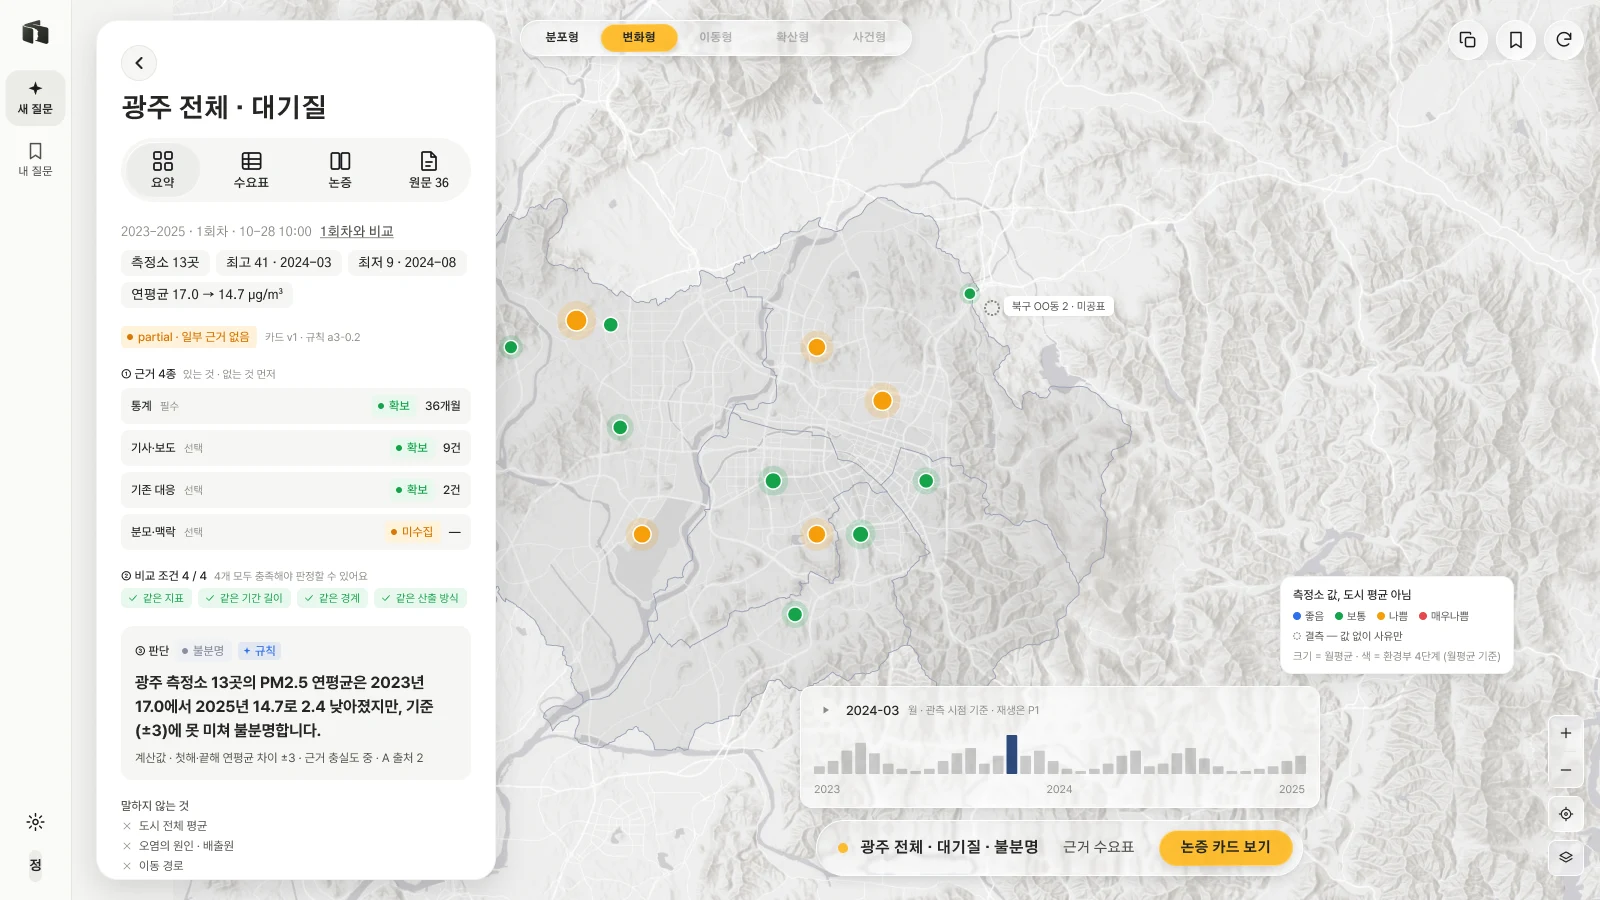 새 질문
내 질문
정
광주 전체 · 대기질
요약
수요표
논증
원문 36
2023–2025 · 1회차 · 10–28 10:00 1회차와 비교
측정소 13곳
최고 41 · 2024–03
최저 9 · 2024–08
연평균 17.0 → 14.7 µg/m³
partial · 일부 근거 없음
카드 v1 · 규칙 a3-0.2
① 근거 4종 있는 것 · 없는 것 먼저
통계 필수 확보 36개월
기사·보도 선택 확보 9건
기존 대응 선택 확보 2건
분모·맥락 선택 미수집 —
② 비교 조건 4 / 4 4개 모두 충족해야 판정할 수 있어요
같은 지표
같은 기간 길이
같은 경계
같은 산출 방식
③ 판단 불분명 규칙
광주 측정소 13곳의 PM2.5 연평균은 2023년
17.0에서 2025년 14.7로 2.4 낮아졌지만, 기준
(±3)에 못 미쳐 불분명합니다.
계산값 · 첫해·끝해 연평균 차이 ±3 · 근거 충실도 중 · A 출처 2
말하지 않는 것
도시 전체 평균
오염의 원인 · 배출원
이동 경로
분포형
변화형
이동형
확산형
사건형
북구 OO동 2 · 미공표
측정소 값, 도시 평균 아님
좋음 보통 나쁨 매우나쁨
결측 — 값 없이 사유만
크기 = 월평균 · 색 = 환경부 4단계 (월평균 기준)
2024-03 월 · 관측 시점 기준 · 재생은 P1
2023
2024
2025
광주 전체 · 대기질 · 불분명
근거 수요표
논증 카드 보기